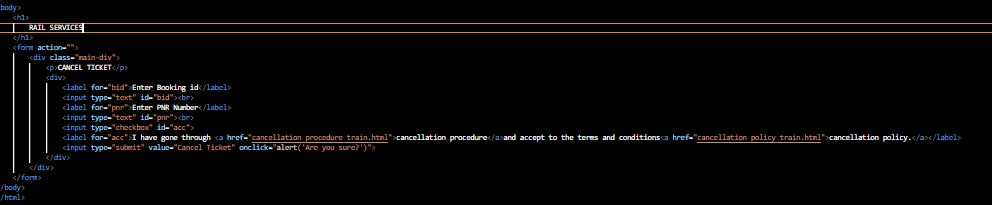 body>
<h1>
RAIL SERVICES
</h1>
<form action="">
<div class="main-div">
<p>CANCEL TICKET</p>
<div>
<label for="bid">Enter Booking id</label>
<input type="text" id="bid"><br>
<label for="pnr">Enter PNR Number</label>
<input type="text" id="pnr"><br>
<input type="checkbox" id="acc">
<label for="acc">I have gone through <a href="cancellation procedure train.html">cancellation procedure</a>and accept to the terms and conditions<a href="cancellation policy train.html">cancellation policy.</a></label>
<input type="submit" value="Cancel Ticket" onclick="alert('Are you sure?')">
</div>
</div>
</form>
/body>
/html>